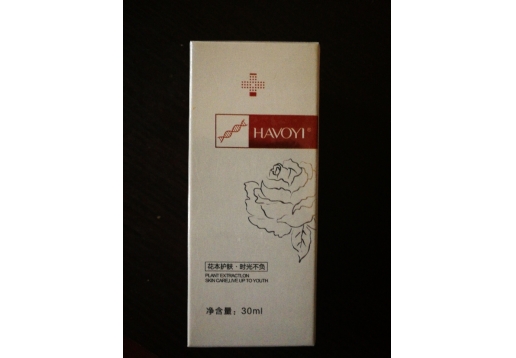 HAVOYI®
花本护肤·时光不负
PLANT EXTRACTLON
SKIN CARE,LIVE UP TO YOUTH
净含量：30ml